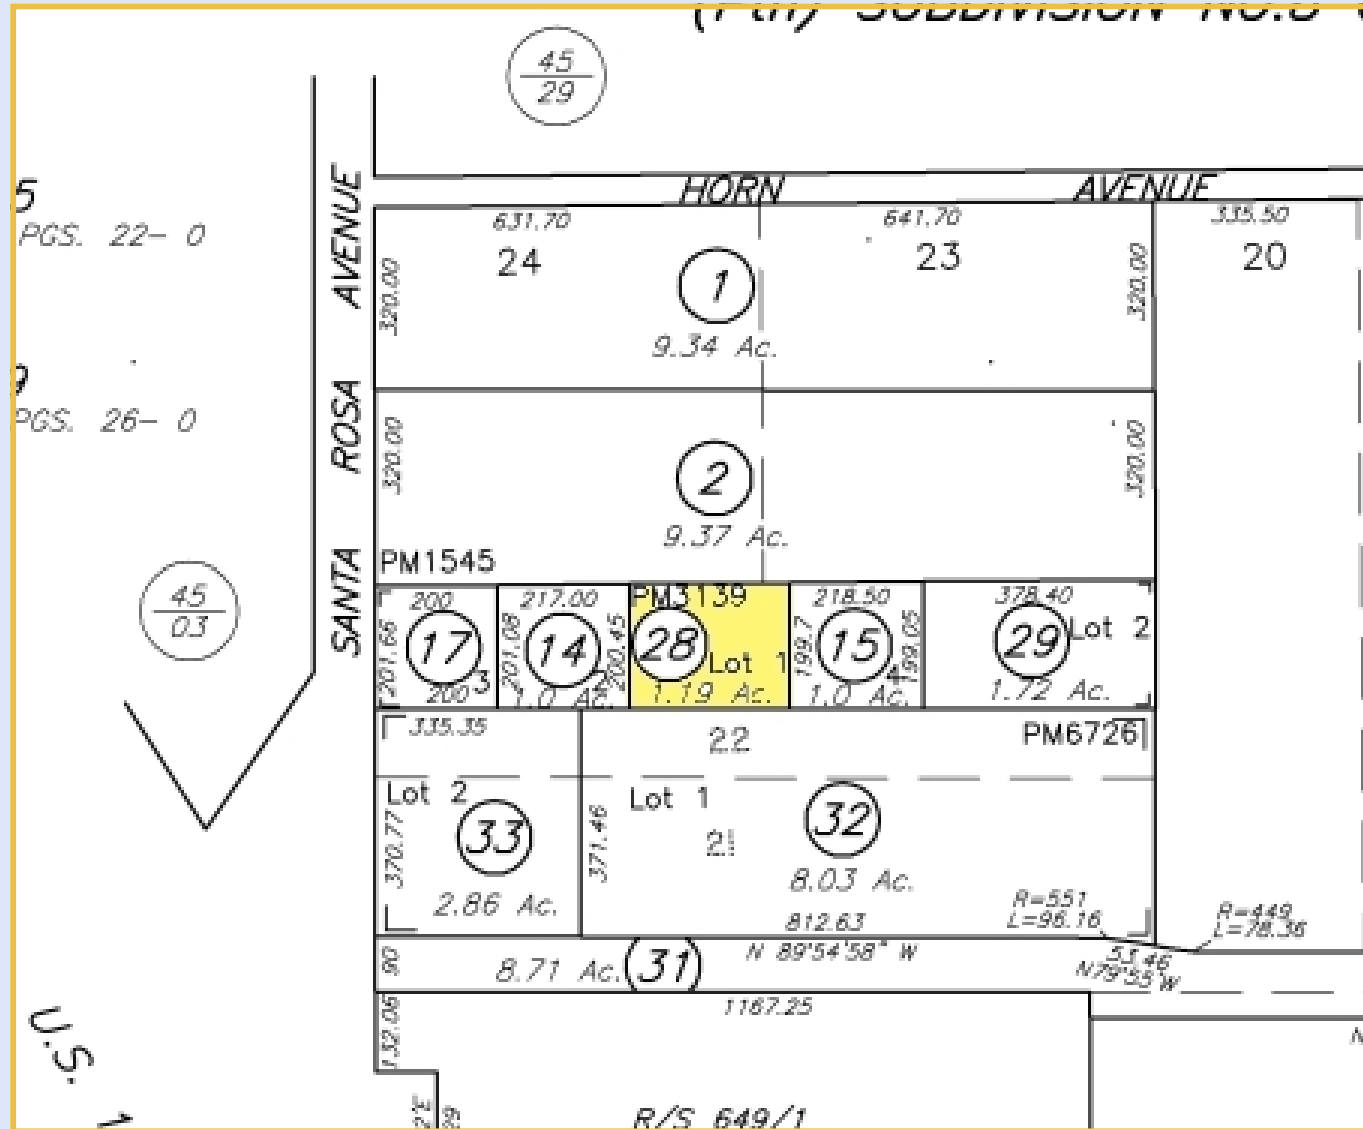 45
29
5
PGS. 22- 0
9
PGS. 26- 0
45
03
SANTA ROSA AVENUE
HORN AVENUE
631.70
641.70
335.50
24
23
20
320.00
1
320.00
9.34 Ac.
320.00
2
320.00
9.37 Ac.
PM1545
200
217.00
PM3139
218.50
378.40
201.65
17
201.08
14
200.45
28
Lot 1
199.7
15
199.05
29
Lot 2
200
3
1.0 Ac.
1.19 Ac.
4
1.0 Ac.
1.72 Ac.
335.35
22
PM6726
Lot 2
Lot 1
370.77
33
371.46
21
32
2.86 Ac.
8.03 Ac.
812.63
R=551
L=96.16
R=449
L=78.36
90
8.71 Ac.
31
N 89°54'58" W
53.46
N79°55'W
132.06
1167.25
U.S. 1
R/S 649/1